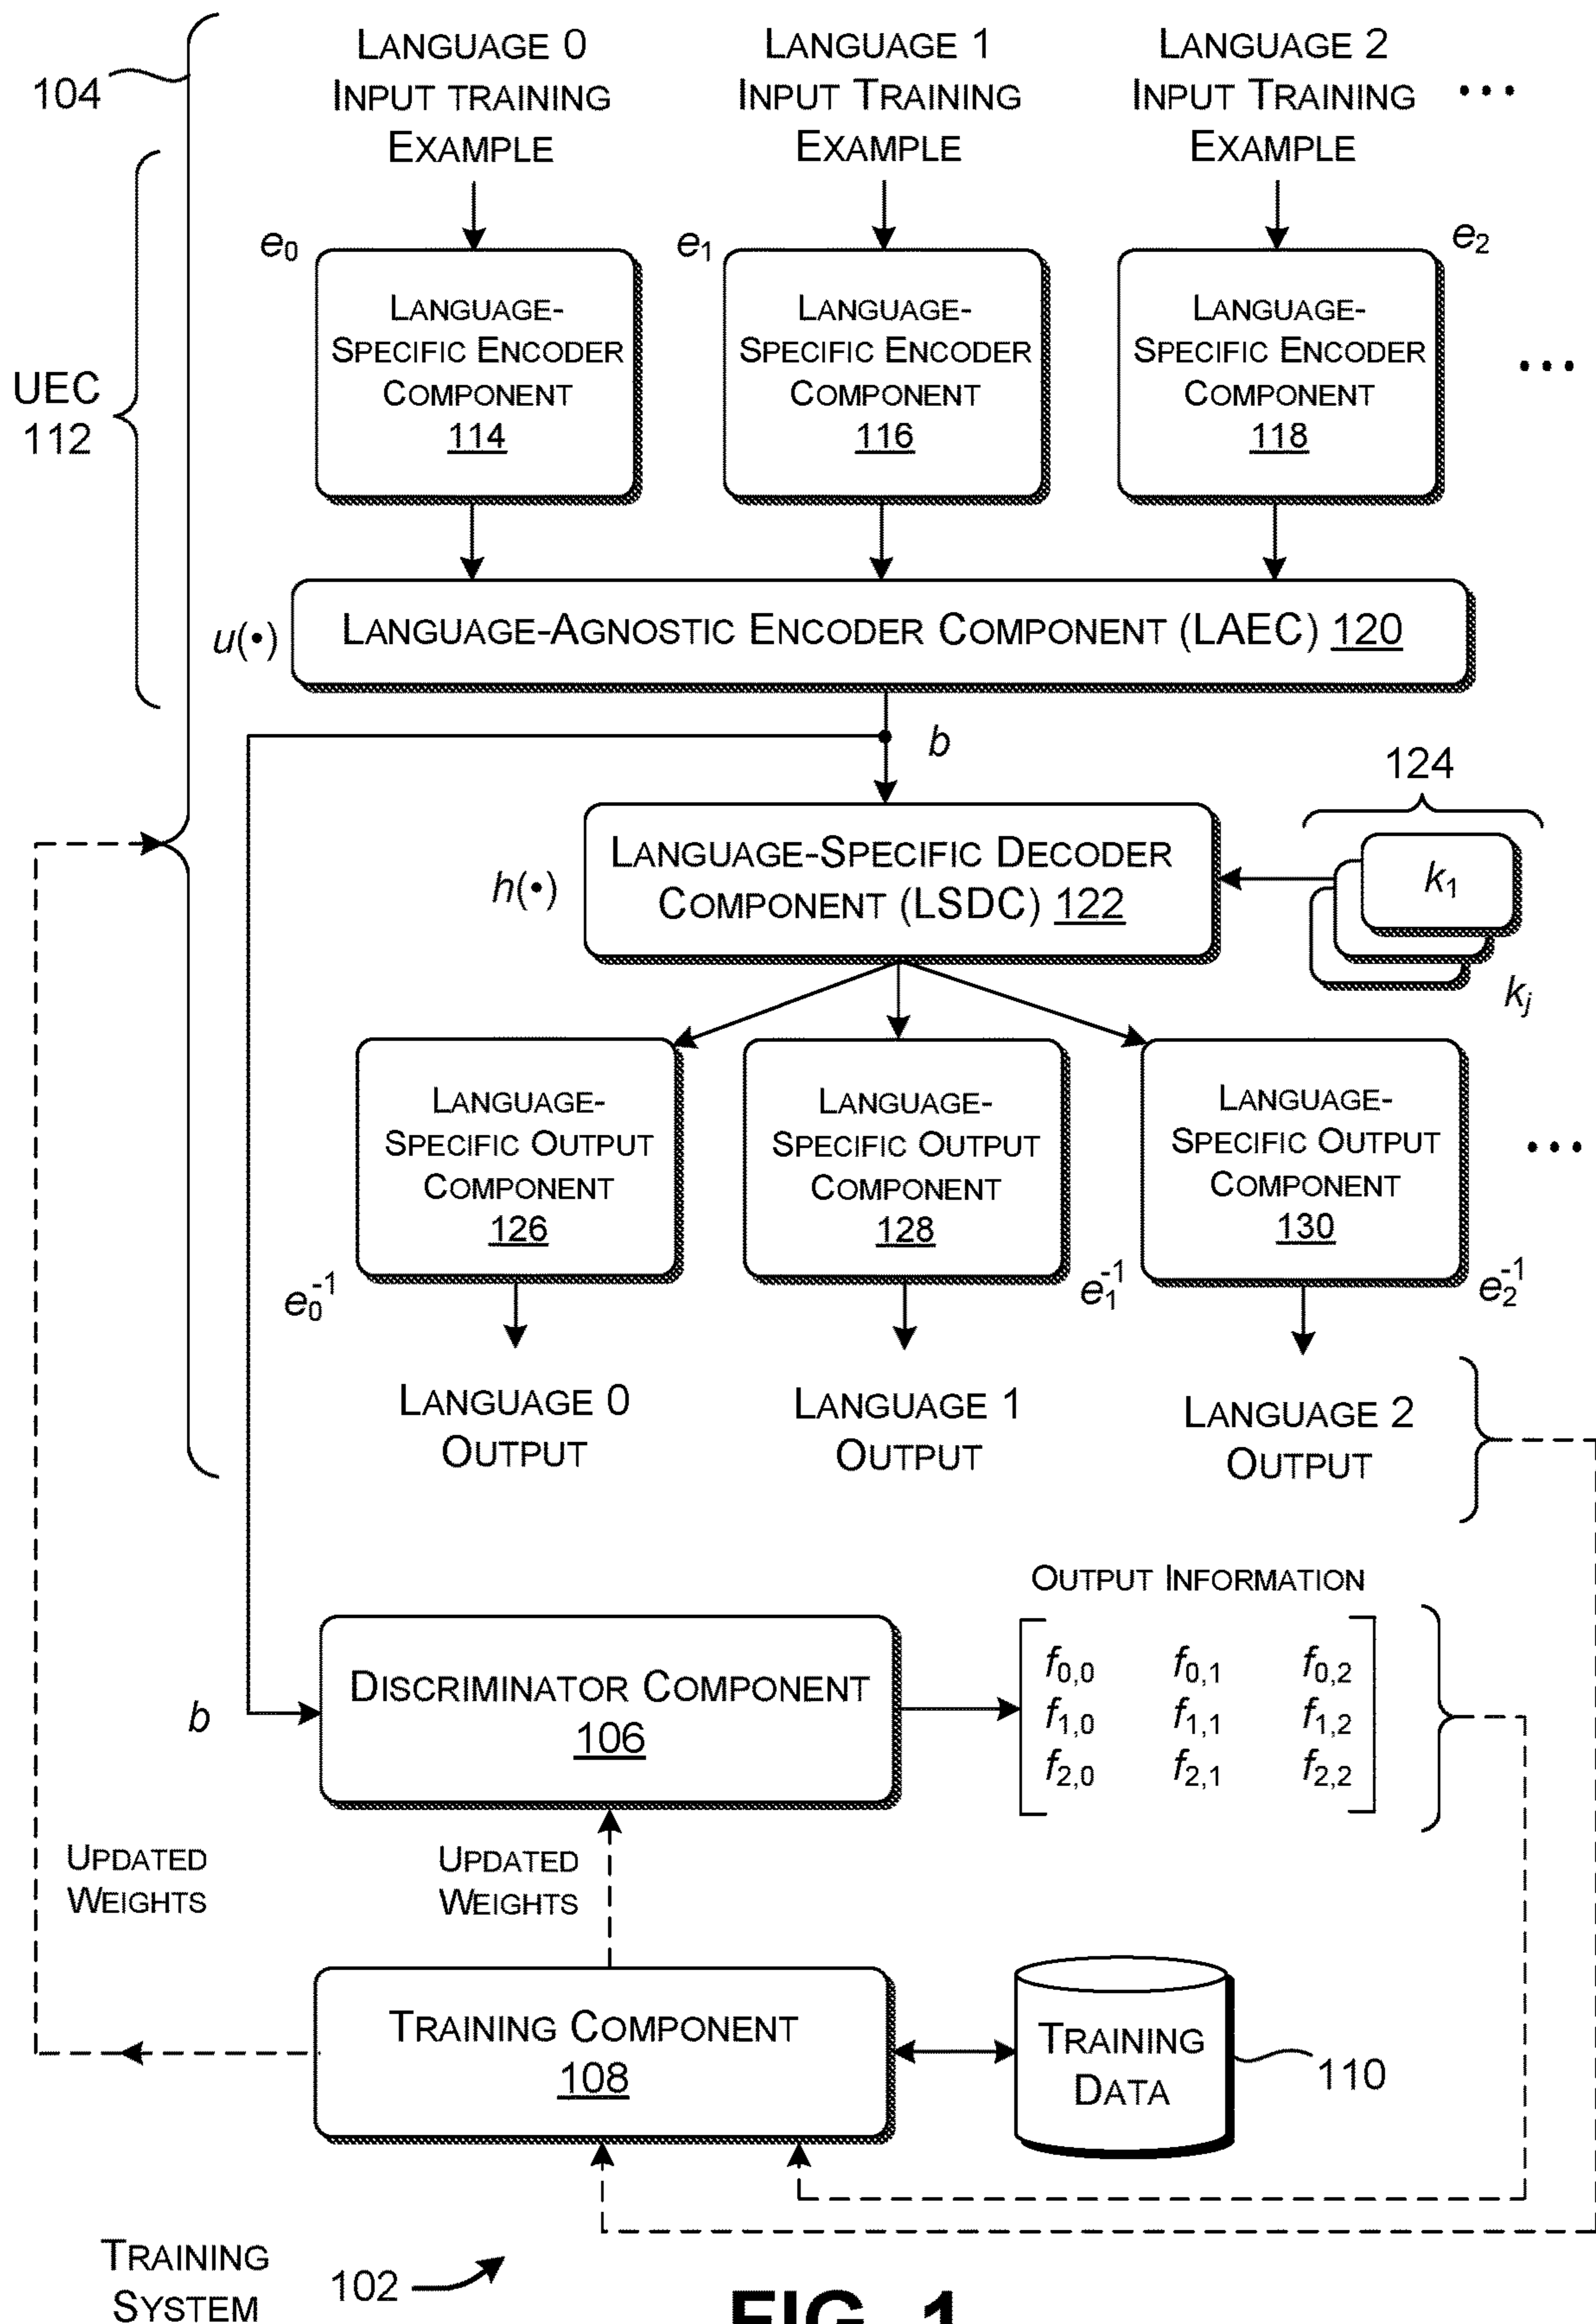 104
LANGUAGE 0
INPUT TRAINING
EXAMPLE
LANGUAGE 1
INPUT TRAINING
EXAMPLE
LANGUAGE 2
INPUT TRAINING
EXAMPLE
•••
UEC
112
e0
LANGUAGE-
SPECIFIC ENCODER
COMPONENT
114
e1
LANGUAGE-
SPECIFIC ENCODER
COMPONENT
116
e2
LANGUAGE-
SPECIFIC ENCODER
COMPONENT
118
•••
u(•)
LANGUAGE-AGNOSTIC ENCODER COMPONENT (LAEC) 120
b
124
h(•)
LANGUAGE-SPECIFIC DECODER
COMPONENT (LSDC) 122
k1
kj
LANGUAGE-
SPECIFIC OUTPUT
COMPONENT
126
e0^-1
LANGUAGE-
SPECIFIC OUTPUT
COMPONENT
128
e1^-1
LANGUAGE-
SPECIFIC OUTPUT
COMPONENT
130
e2^-1
•••
LANGUAGE 0
OUTPUT
LANGUAGE 1
OUTPUT
LANGUAGE 2
OUTPUT
OUTPUT INFORMATION
b
DISCRIMINATOR COMPONENT
106
f0,0 f0,1 f0,2
f1,0 f1,1 f1,2
f2,0 f2,1 f2,2
UPDATED
WEIGHTS
UPDATED
WEIGHTS
TRAINING COMPONENT
108
TRAINING
DATA
110
TRAINING
SYSTEM
102
FIG. 1